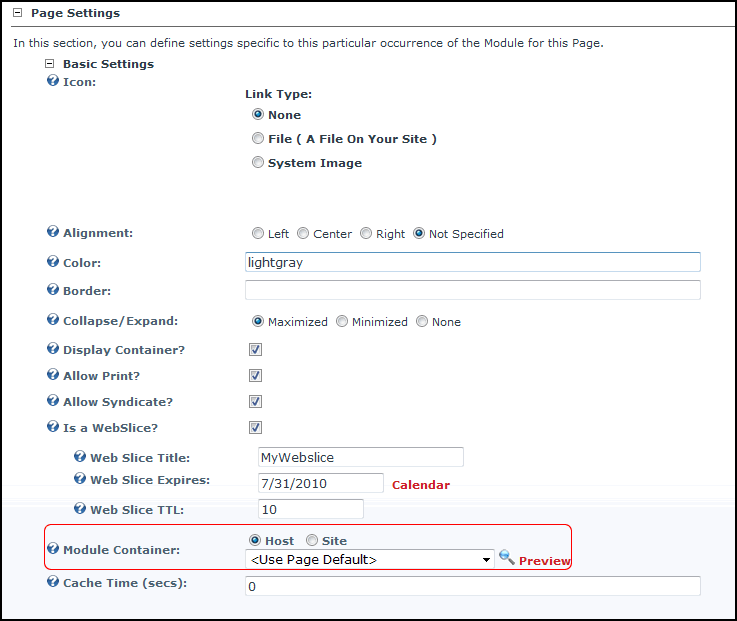 Page Settings
In this section, you can define settings specific to this particular occurrence of the Module for this Page.
Basic Settings
Icon:
Link Type:
None
File ( A File On Your Site )
System Image
Alignment: Left Center Right Not Specified
Color: lightgray
Border:
Collapse/Expand: Maximized Minimized None
Display Container?
Allow Print?
Allow Syndicate?
Is a WebSlice?
Web Slice Title: MyWebslice
Web Slice Expires: 7/31/2010 Calendar
Web Slice TTL: 10
Host Site
Module Container: <Use Page Default> Preview
Cache Time (secs): 0